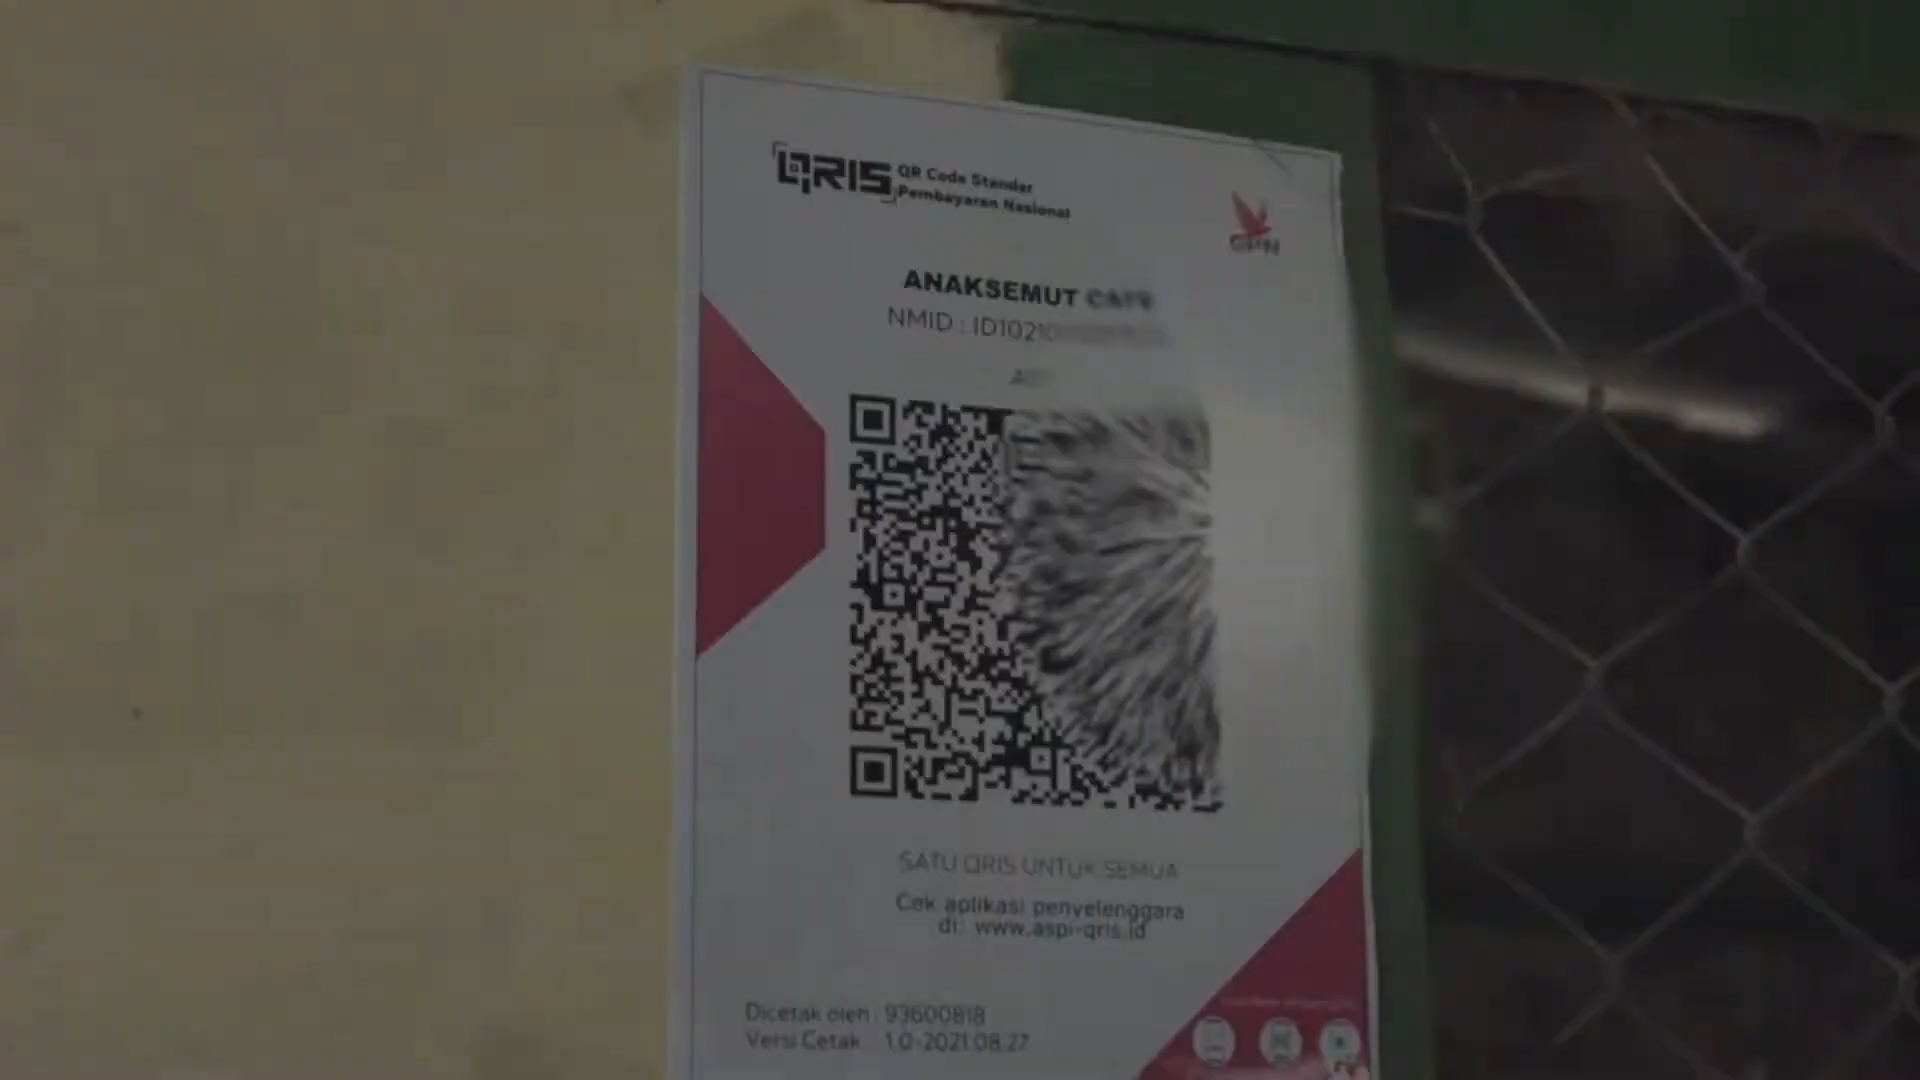 QRIS QR Code Standar
Pembayaran Nasional
GPN
ANAKSEMUT
NMID : ID1021
SATU QRIS UNTUK SEMUA
Cek aplikasi penyelenggara
di: www.aspi-qris.id
Dicetak oleh : 93600818
Versi Cetak 1.0-2021.08.27